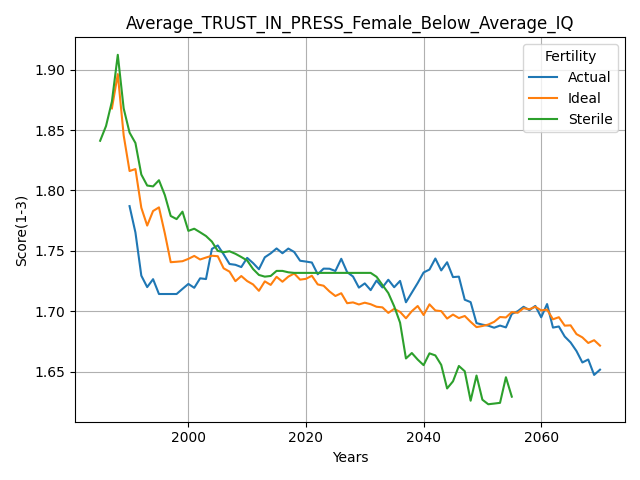 Average_TRUST_IN_PRESS_Female_Below_Average_IQ
Score(1-3)
1.90
1.85
1.80
1.75
1.70
1.65
2000 2020 2040 2060
Years
Fertility
Actual
Ideal
Sterile